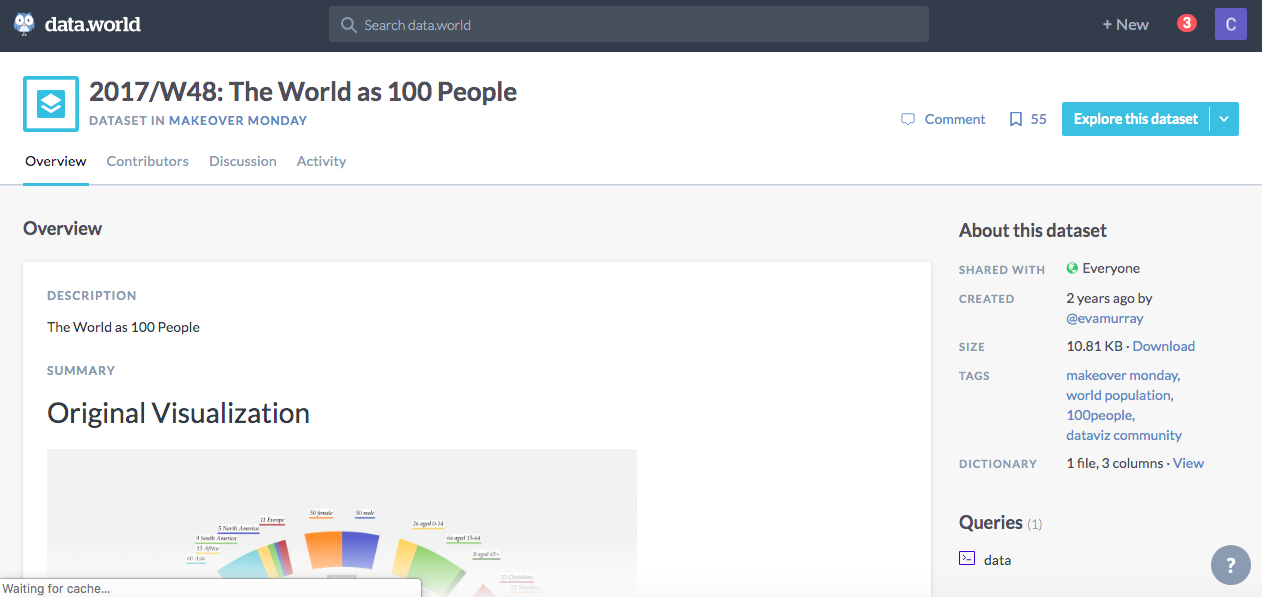 data.world
Search data.world
+ New
3
C
2017/W48: The World as 100 People
DATASET IN MAKEOVER MONDAY
Comment
55
Explore this dataset
Overview
Contributors
Discussion
Activity
Overview
DESCRIPTION
The World as 100 People
SUMMARY
Original Visualization
11 Europe
5 North America
9 South America
15 Africa
60 Asia
50 female
50 male
26 aged 0-14
66 aged 15-64
8 aged 65+
33 Christians
22 Muslims
About this dataset
SHARED WITH
Everyone
CREATED
2 years ago by
@evamurray
SIZE
10.81 KB · Download
TAGS
makeover monday,
world population,
100people,
dataviz community
DICTIONARY
1 file, 3 columns · View
Queries (1)
data
?
Waiting for cache...